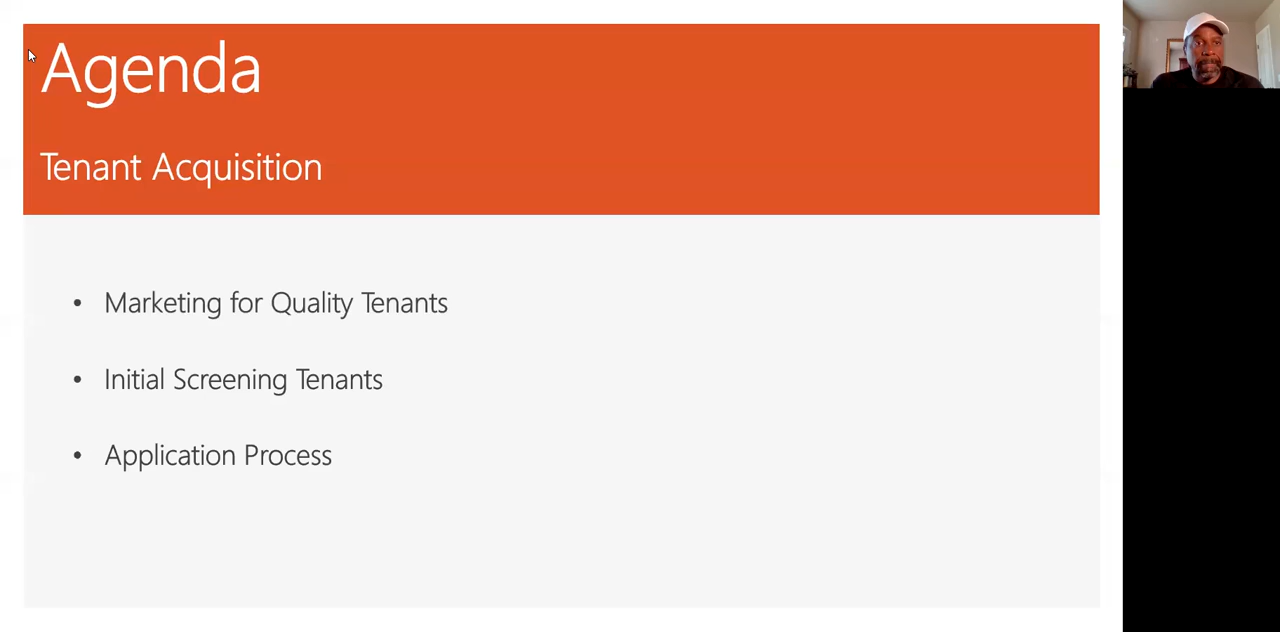 Agenda
Tenant Acquisition
• Marketing for Quality Tenants
• Initial Screening Tenants
• Application Process